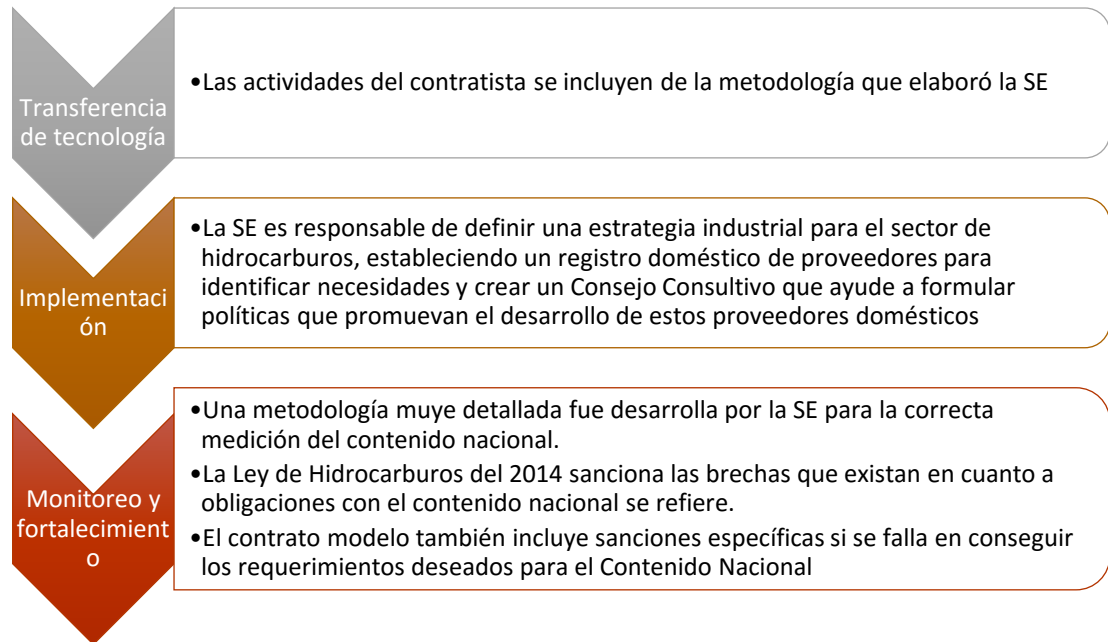 Transferencia
de tecnología
•Las actividades del contratista se incluyen de la metodología que elaboró la SE
Implementaci
ón
•La SE es responsable de definir una estrategia industrial para el sector de
hidrocarburos, estableciendo un registro doméstico de proveedores para
identificar necesidades y crear un Consejo Consultivo que ayude a formular
políticas que promuevan el desarrollo de estos proveedores domésticos
Monitoreo y
fortalecimient
o
•Una metodología muye detallada fue desarrolla por la SE para la correcta
medición del contenido nacional.
•La Ley de Hidrocarburos del 2014 sanciona las brechas que existan en cuanto a
obligaciones con el contenido nacional se refiere.
•El contrato modelo también incluye sanciones específicas si se falla en conseguir
los requerimientos deseados para el Contenido Nacional